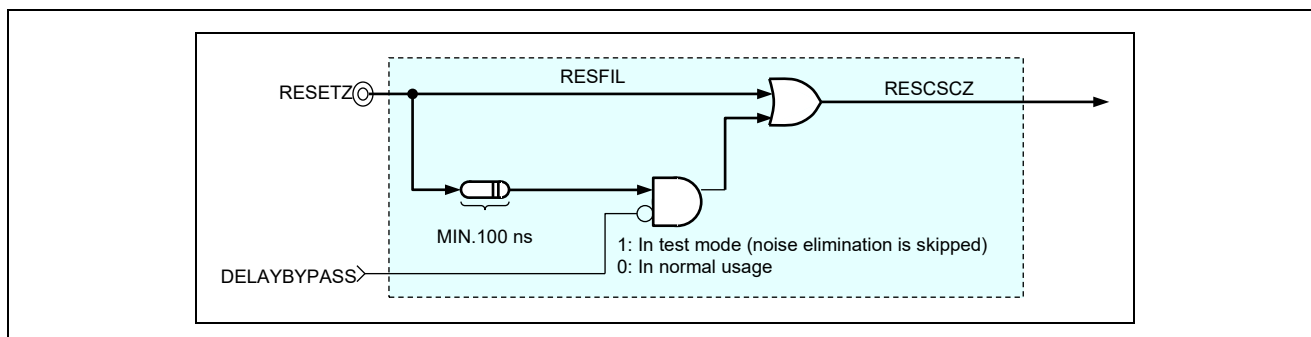 RESFIL
RESETZ
RESCSCZ
MIN.100 ns
1: In test mode (noise elimination is skipped)
0: In normal usage
DELAYBYPASS